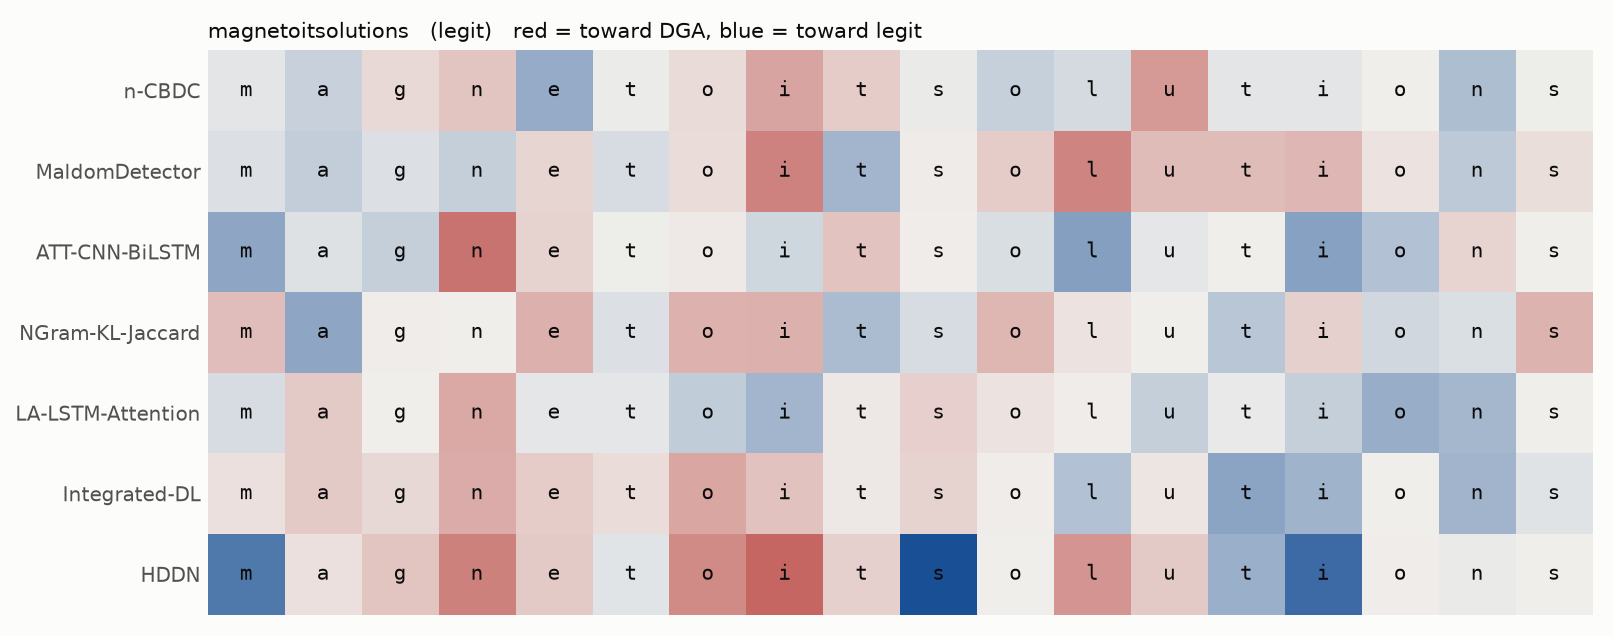 magnetoitsolutions (legit) red = toward DGA, blue = toward legit
n-CBDC m a g n e t o i t s o l u t i o n s
MaldomDetector m a g n e t o i t s o l u t i o n s
ATT-CNN-BiLSTM m a g n e t o i t s o l u t i o n s
NGram-KL-Jaccard m a g n e t o i t s o l u t i o n s
LA-LSTM-Attention m a g n e t o i t s o l u t i o n s
Integrated-DL m a g n e t o i t s o l u t i o n s
HDDN m a g n e t o i t s o l u t i o n s